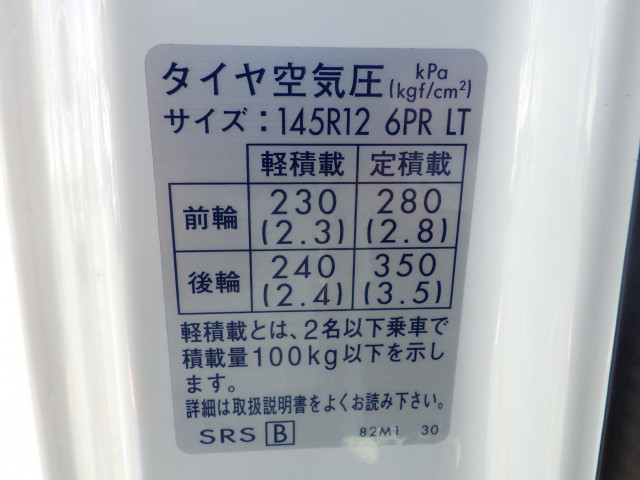 タイヤ空気圧 kPa (kgf/cm²)
サイズ：145R12 6PR LT
軽積載 定積載
前輪 230 (2.3) 280 (2.8)
後輪 240 (2.4) 350 (3.5)
軽積載とは、2名以下乗車で
積載量100kg以下を示し
ます。
詳細は取扱説明書をよくお読み下さい。
SRS B 82M1 30